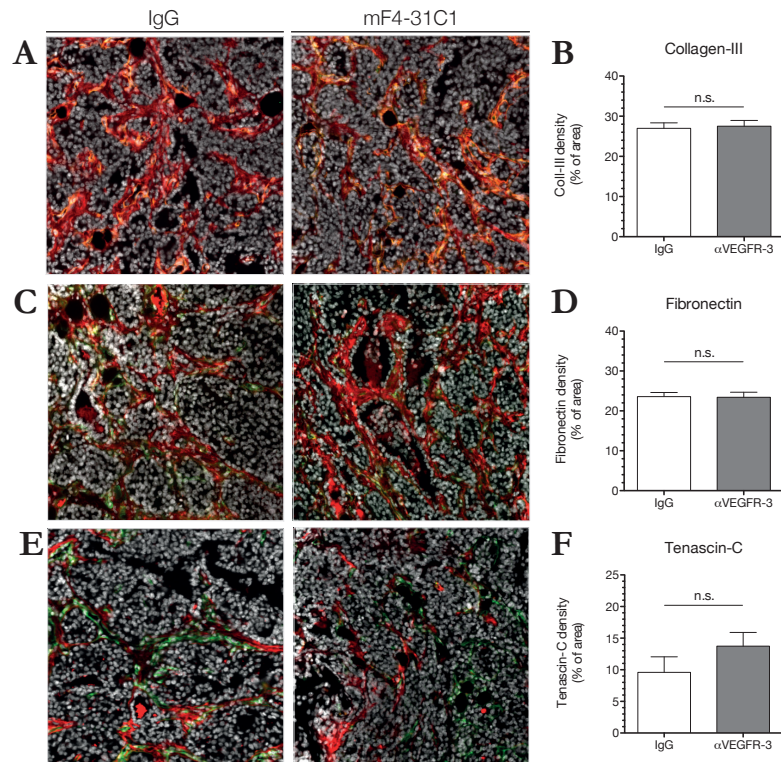 IgG
mF4-31C1
A
B
Collagen-III
Coll-III density
(% of area)
40
30
20
10
0
n.s.
IgG
αVEGFR-3
C
D
Fibronectin
Fibronectin density
(% of area)
40
30
20
10
0
n.s.
IgG
αVEGFR-3
E
F
Tenascin-C
Tenascin-C density
(% of area)
25
20
15
10
5
0
n.s.
IgG
αVEGFR-3